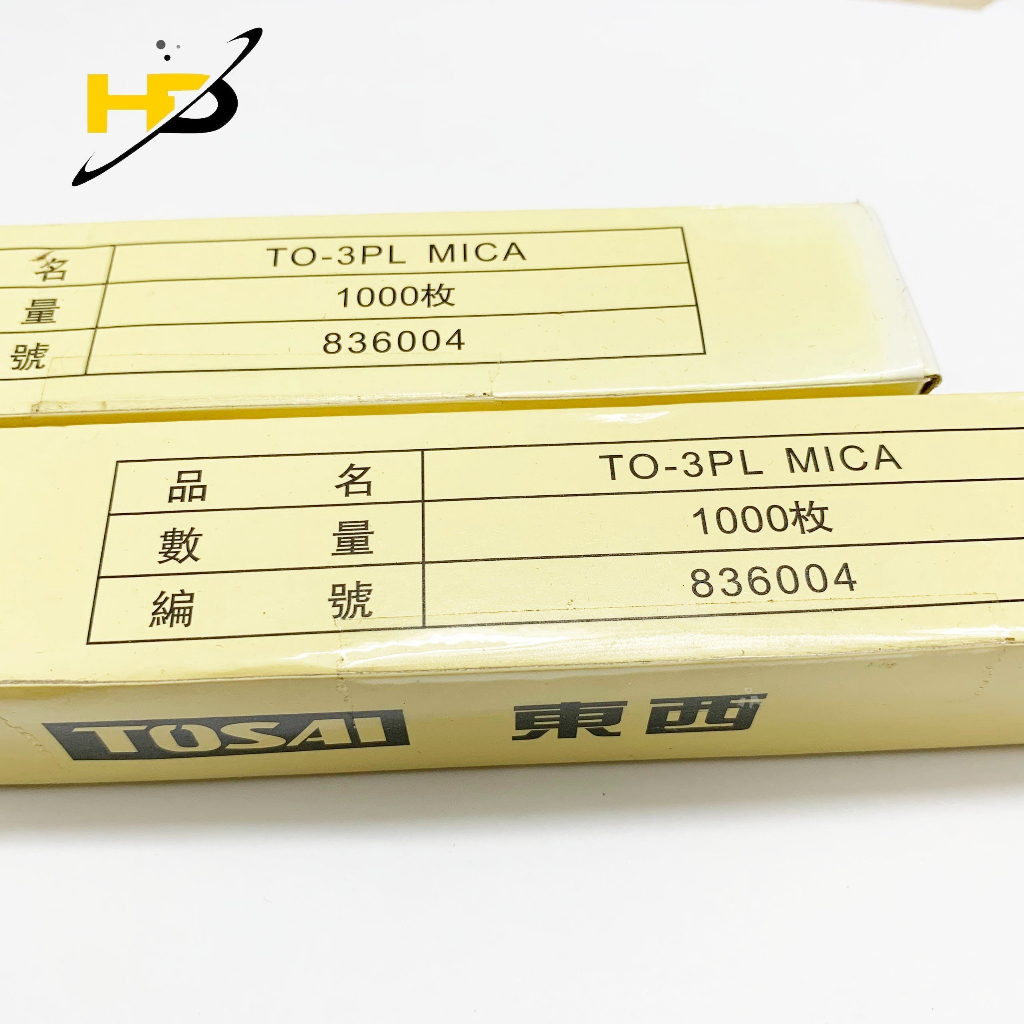 HD
名 TO-3PL MICA
量 1000枚
號 836004
品 名 TO-3PL MICA
數 量 1000枚
編 號 836004
TOSAI 東西